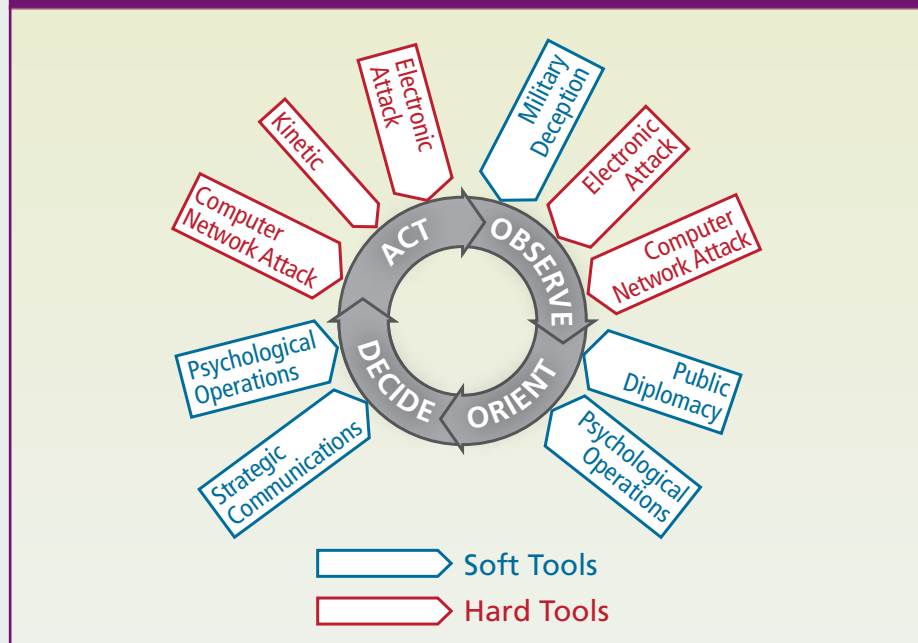 Electronic
Attack
Military
Deception
Kinetic
Electronic
Attack
Computer
Network Attack
Computer
Network Attack
ACT
OBSERVE
Psychological
Operations
Public
Diplomacy
DECIDE
ORIENT
Strategic
Communications
Psychological
Operations
Soft Tools
Hard Tools